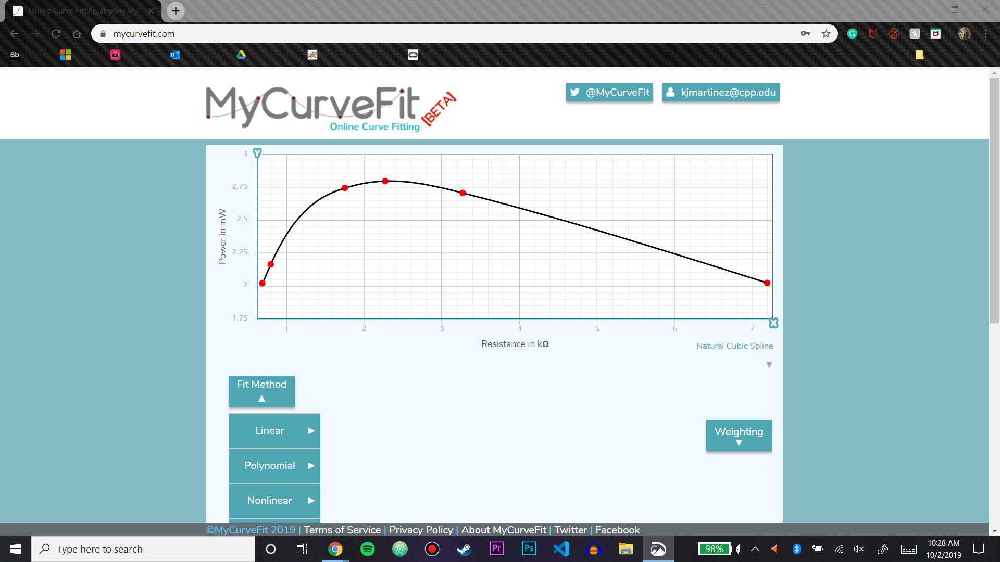 Online Curve Fitting at www.My
mycurvefit.com
Bb
MyCurveFit [BETA]
Online Curve Fitting
@MyCurveFit
kjmartinez@cpp.edu
Y
3
2.75
2.5
2.25
2
1.75
Power in mW
1 2 3 4 5 6 7
X
Resistance in kΩ
Natural Cubic Spline
▼
Fit Method
▲
Linear ▶
Polynomial ▶
Nonlinear ▶
Weighting
▼
©MyCurveFit 2019 | Terms of Service | Privacy Policy | About MyCurveFit | Twitter | Facebook
Type here to search
Pr
Ps
98%
10:28 AM
10/2/2019